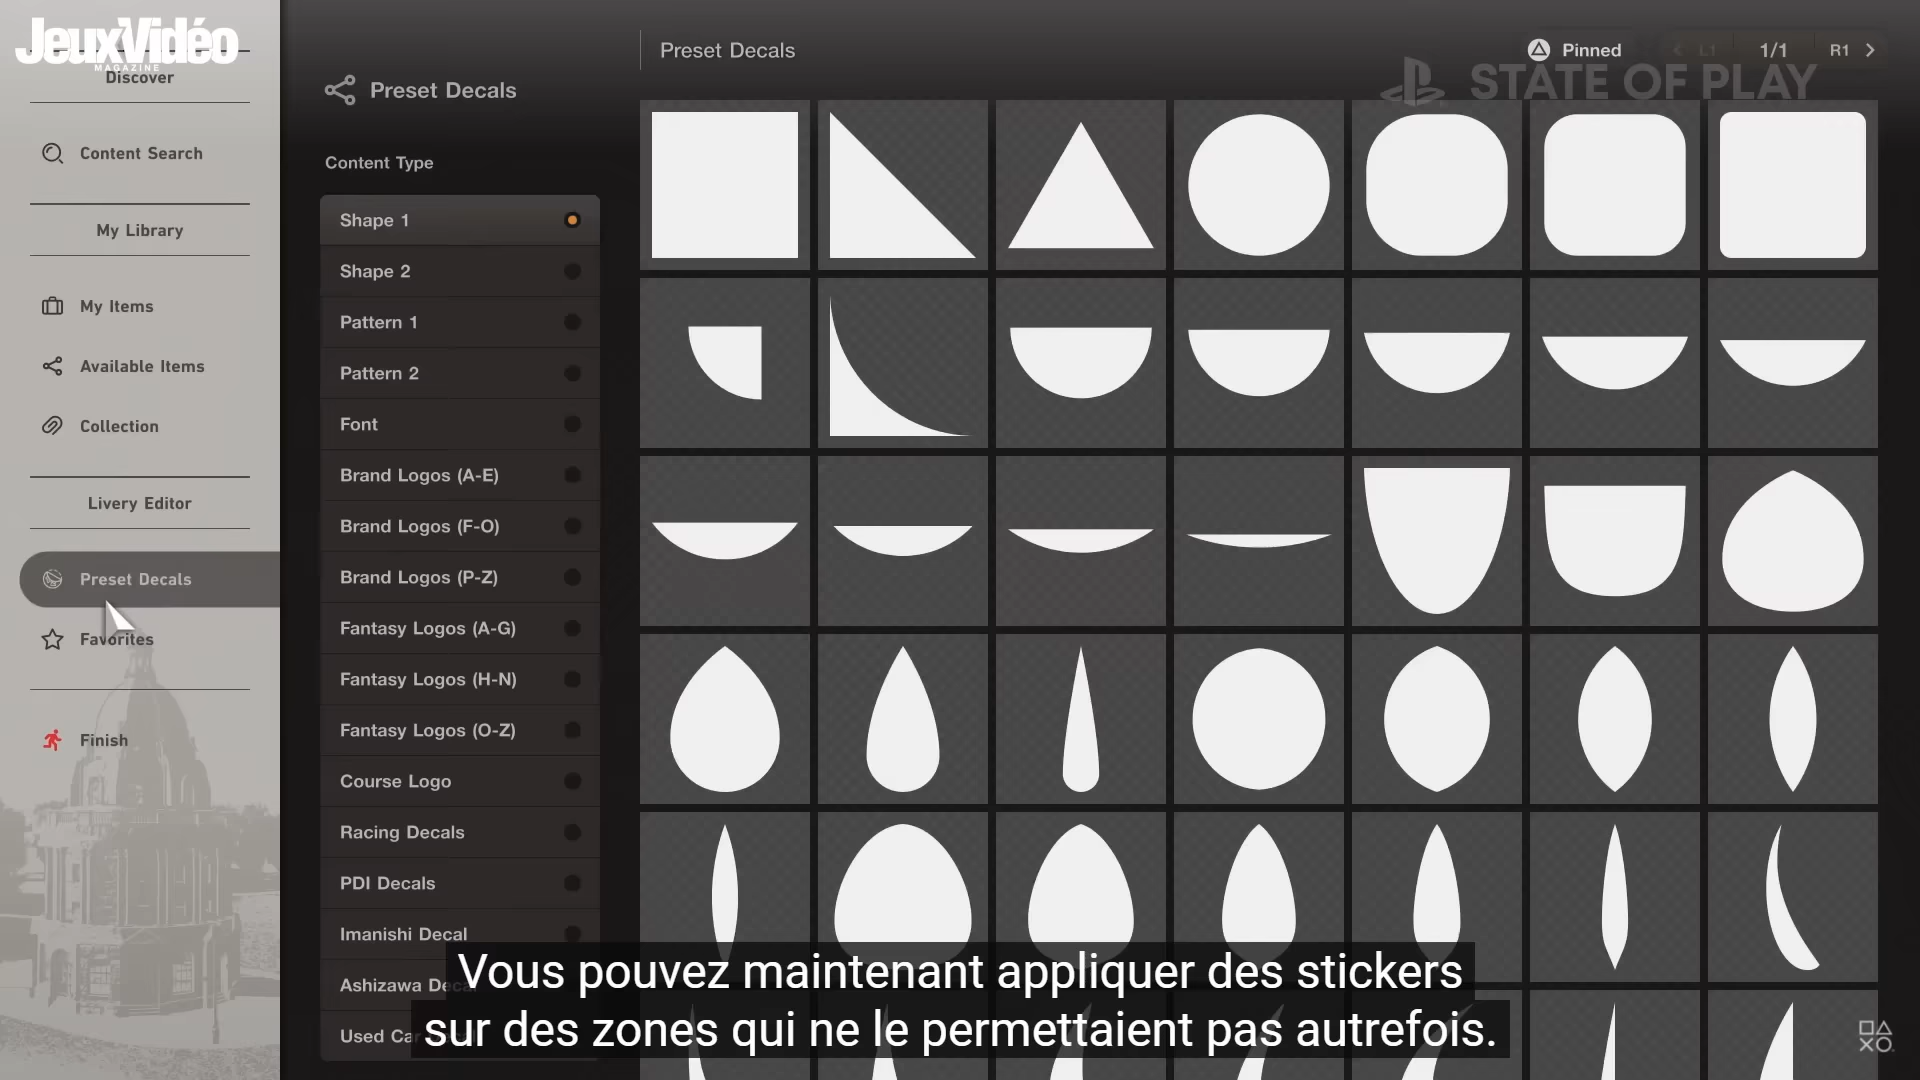 JeuxVidéo
MAGAZINE
Discover
Content Search
My Library
My Items
Available Items
Collection
Livery Editor
Preset Decals
Favorites
Finish
Preset Decals
Content Type
Shape 1
Shape 2
Pattern 1
Pattern 2
Font
Brand Logos (A-E)
Brand Logos (F-O)
Brand Logos (P-Z)
Fantasy Logos (A-G)
Fantasy Logos (H-N)
Fantasy Logos (O-Z)
Course Logo
Racing Decals
PDI Decals
Imanishi Decal
Ashizawa
Used
Preset Decals
Pinned
L1
1/1
R1
STATE OF PLAY
Vous pouvez maintenant appliquer des stickers
sur des zones qui ne le permettaient pas autrefois.